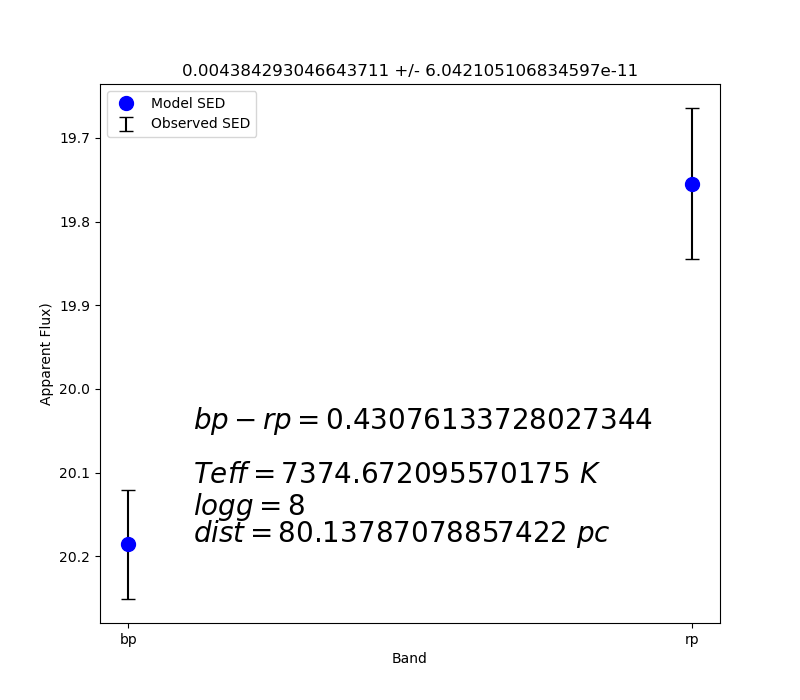 0.004384293046643711 +/- 6.042105106834597e-11
Model SED
Observed SED
19.7
19.8
19.9
20.0
20.1
20.2
Apparent Flux)
bp − rp = 0.43076133728027344
Teff = 7374.672095570175 K
logg = 8
dist = 80.13787078857422 pc
bp
rp
Band